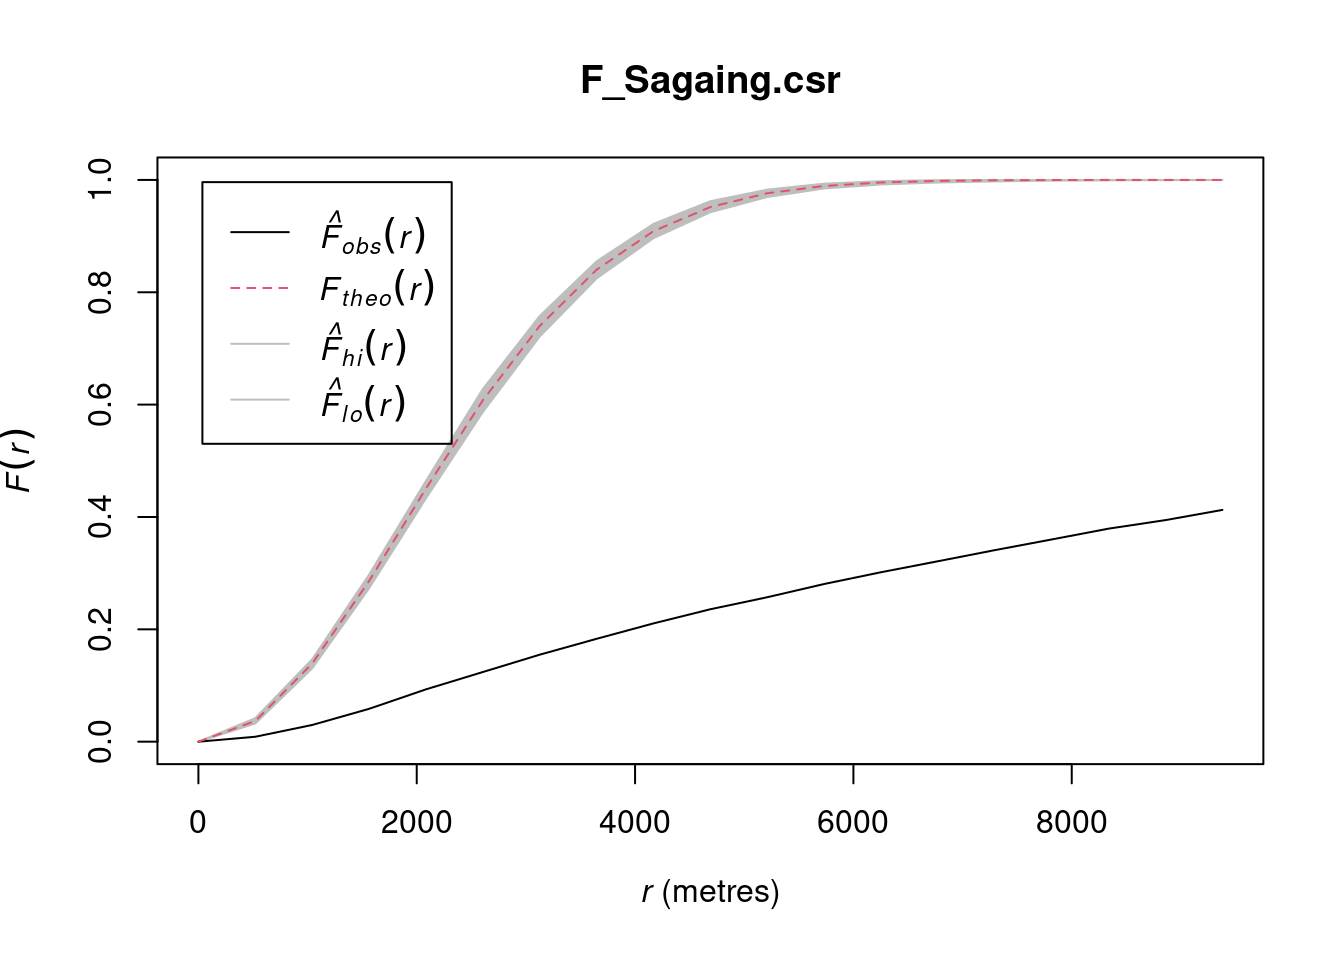 F_Sagaing.csr
F̂obs(r)
Ftheo(r)
F̂hi(r)
F̂lo(r)
F(r)
1.0
0.8
0.6
0.4
0.2
0.0
0 2000 4000 6000 8000
r (metres)